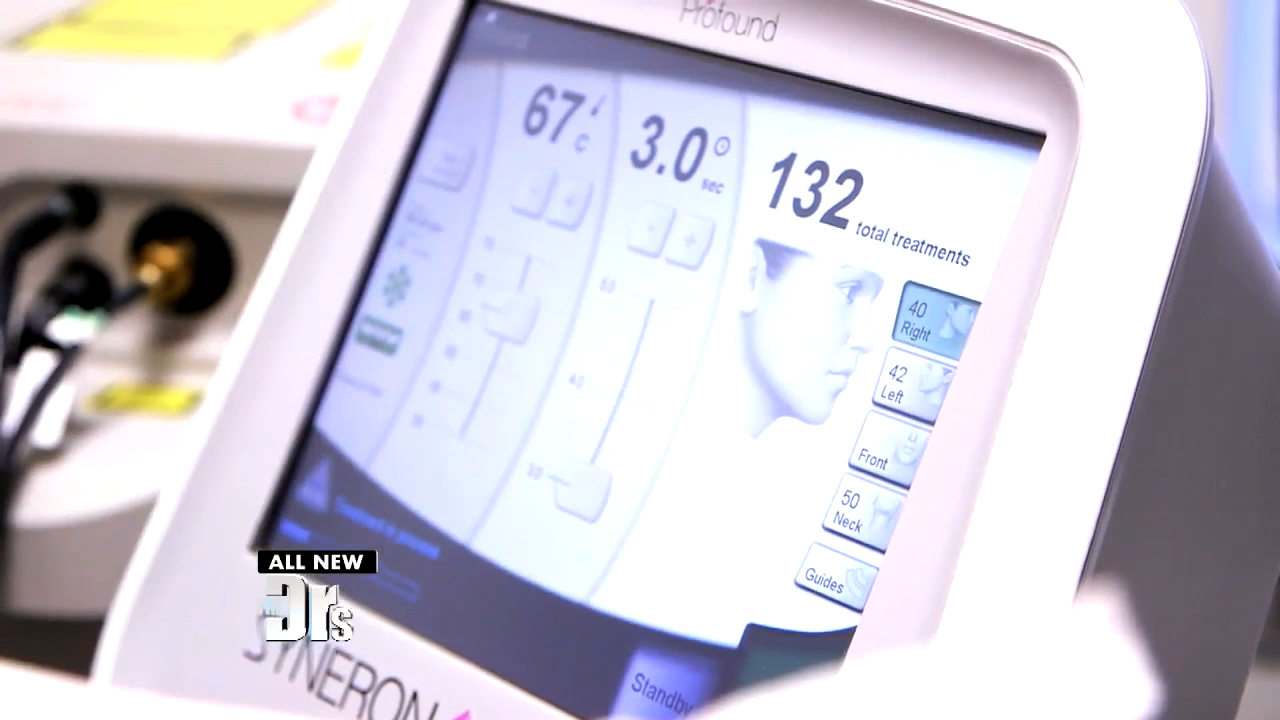 Profound
67 C
3.0 sec
132 total treatments
40
Right
42
Left
Front
50
Neck
Guides
Standby
ALL NEW
Drs
SYNERON